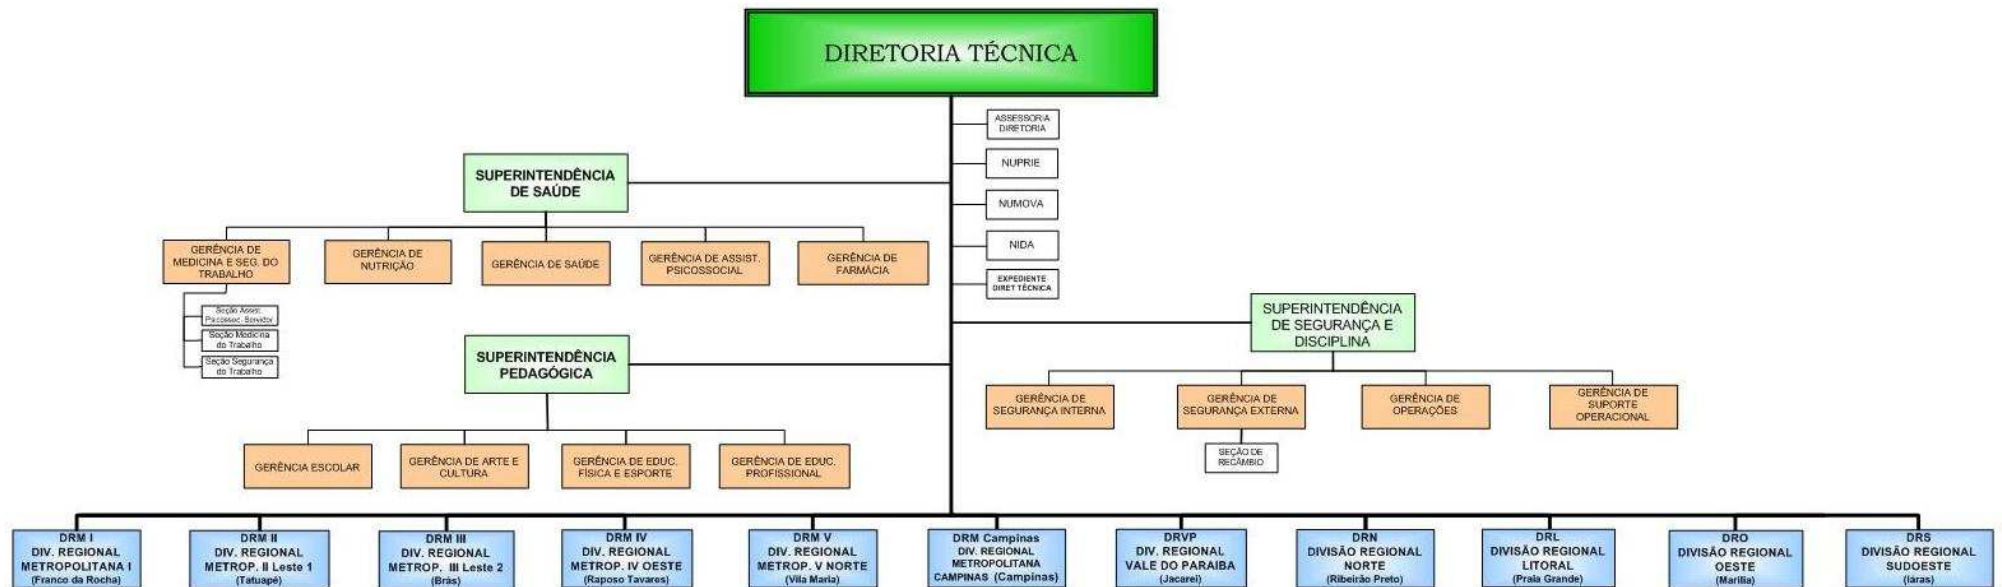 DIRETORIA TÉCNICA
ASSESSORIA
DIRETORIA
NUPRIE
NUMOVA
NIDA
EXPEDIENTE
DIRET TÉCNICA
SUPERINTENDÊNCIA
DE SAÚDE
GERÊNCIA DE
MEDICINA E SEG. DO
TRABALHO
GERÊNCIA DE
NUTRIÇÃO
GERÊNCIA DE SAÚDE
GERÊNCIA DE ASSIST.
PSICOSSOCIAL
GERÊNCIA DE
FARMÁCIA
Seção Assist.
Psicossoc. Servidor
Seção Medicina
do Trabalho
Seção Segurança
do Trabalho
SUPERINTENDÊNCIA
DE SEGURANÇA E
DISCIPLINA
GERÊNCIA DE
SEGURANÇA INTERNA
GERÊNCIA DE
SEGURANÇA EXTERNA
GERÊNCIA DE
OPERAÇÕES
GERÊNCIA DE
SUPORTE
OPERACIONAL
SEÇÃO DE
RECÂMBIO
SUPERINTENDÊNCIA
PEDAGÓGICA
GERÊNCIA ESCOLAR
GERÊNCIA DE ARTE E
CULTURA
GERÊNCIA DE EDUC.
FÍSICA E ESPORTE
GERÊNCIA DE EDUC.
PROFISSIONAL
DRM I
DIV. REGIONAL
METROPOLITANA I
(Franco da Rocha)
DRM II
DIV. REGIONAL
METROP. II Leste 1
(Tatuapé)
DRM III
DIV. REGIONAL
METROP. III Leste 2
(Brás)
DRM IV
DIV. REGIONAL
METROP. IV OESTE
(Raposo Tavares)
DRM V
DIV. REGIONAL
METROP. V NORTE
(Vila Maria)
DRM Campinas
DIV. REGIONAL
METROPOLITANA
CAMPINAS (Campinas)
DRVP
DIV. REGIONAL
VALE DO PARAIBA
(Jacareí)
DRN
DIVISÃO REGIONAL
NORTE
(Ribeirão Preto)
DRL
DIVISÃO REGIONAL
LITORAL
(Praia Grande)
DRO
DIVISÃO REGIONAL
OESTE
(Marília)
DRS
DIVISÃO REGIONAL
SUDOESTE
(Iaras)